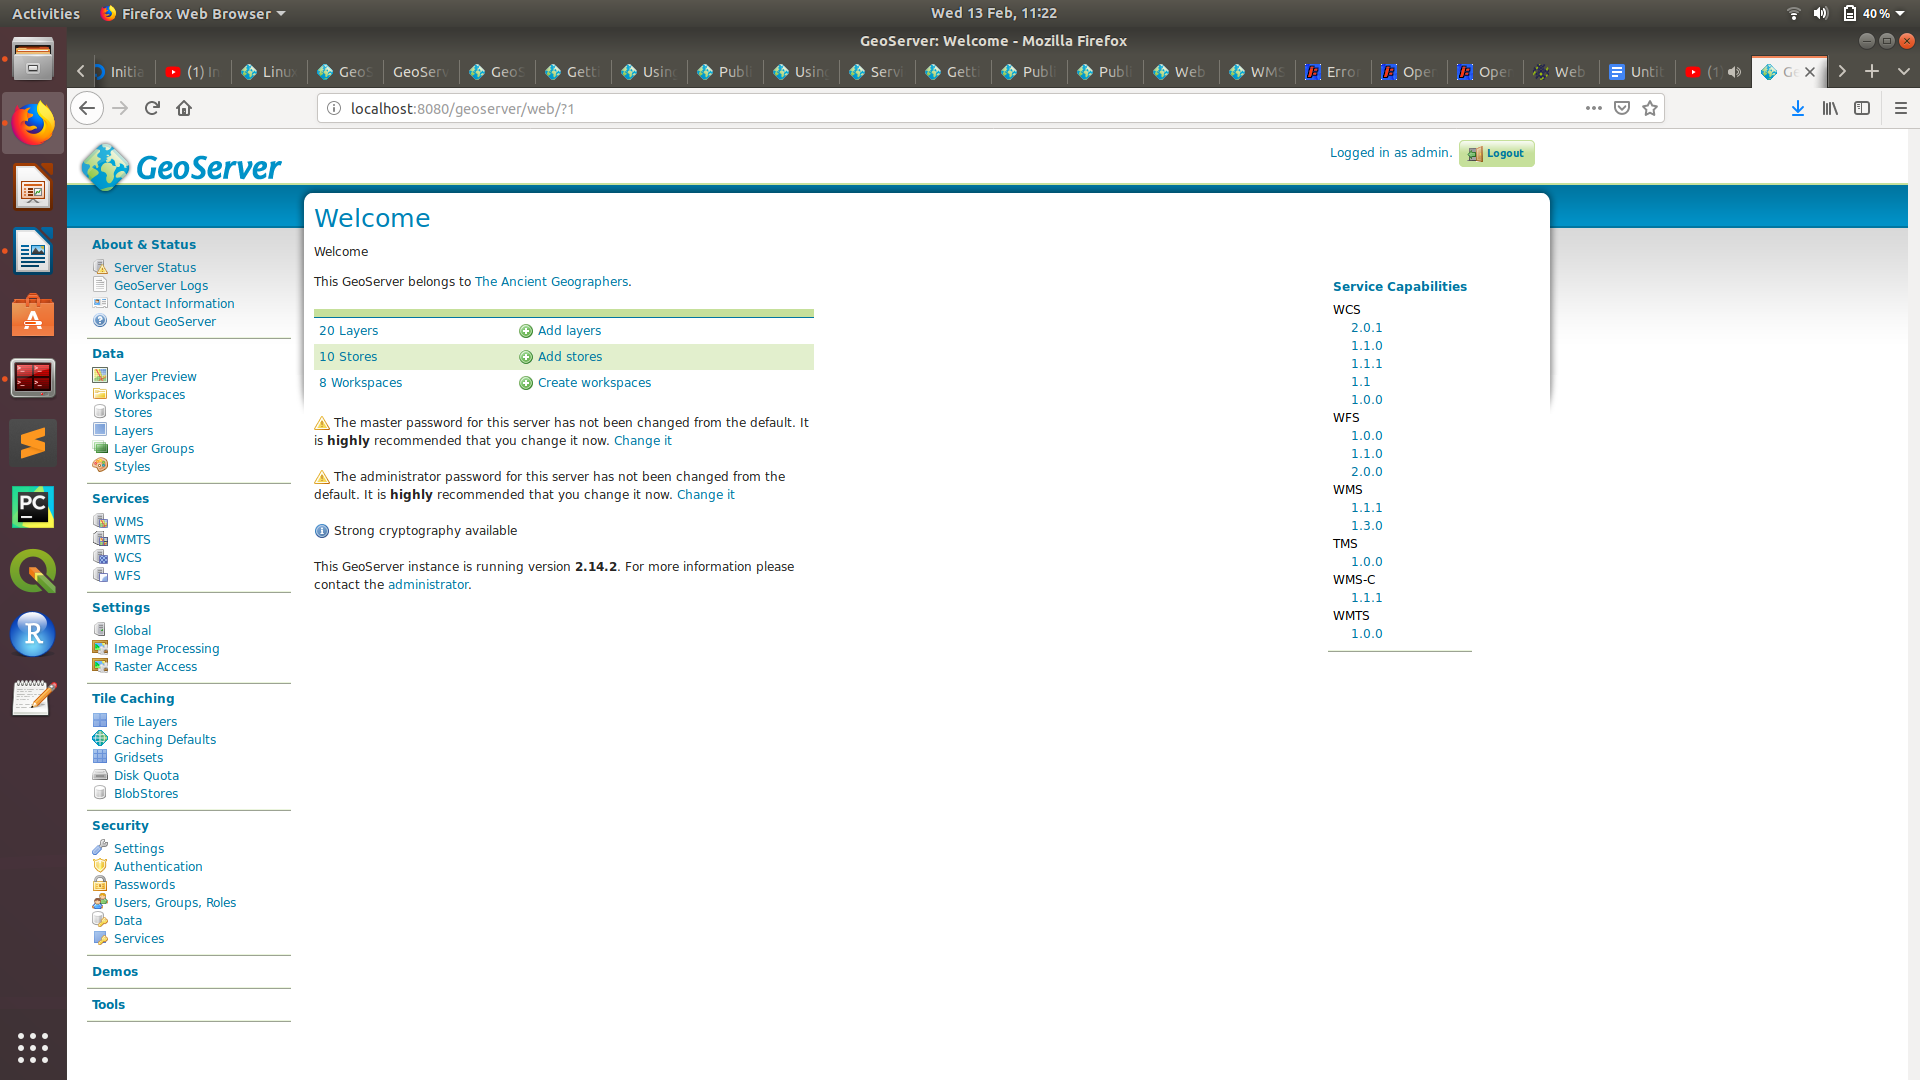 Activities
Firefox Web Browser
Wed 13 Feb, 11:22
40 %
GeoServer: Welcome - Mozilla Firefox
Initia
(1) In
Linu
GeoS
GeoServ
GeoS
Getti
Using
Publi
Using
Servi
Getti
Publi
Publi
Web
WMS
Error
Oper
Oper
Web
Untit
(1)
Ge
localhost:8080/geoserver/web/?1
GeoServer
Logged in as admin.
Logout
About & Status
Server Status
GeoServer Logs
Contact Information
About GeoServer
Data
Layer Preview
Workspaces
Stores
Layers
Layer Groups
Styles
Services
WMS
WMTS
WCS
WFS
Settings
Global
Image Processing
Raster Access
Tile Caching
Tile Layers
Caching Defaults
Gridsets
Disk Quota
BlobStores
Security
Settings
Authentication
Passwords
Users, Groups, Roles
Data
Services
Demos
Tools
Welcome
Welcome
This GeoServer belongs to The Ancient Geographers.
20 Layers
Add layers
10 Stores
Add stores
8 Workspaces
Create workspaces
The master password for this server has not been changed from the default. It
is highly recommended that you change it now. Change it
The administrator password for this server has not been changed from the
default. It is highly recommended that you change it now. Change it
Strong cryptography available
This GeoServer instance is running version 2.14.2. For more information please
contact the administrator.
Service Capabilities
WCS
2.0.1
1.1.0
1.1.1
1.1
1.0.0
WFS
1.0.0
1.1.0
2.0.0
WMS
1.1.1
1.3.0
TMS
1.0.0
WMS-C
1.1.1
WMTS
1.0.0
PC
R